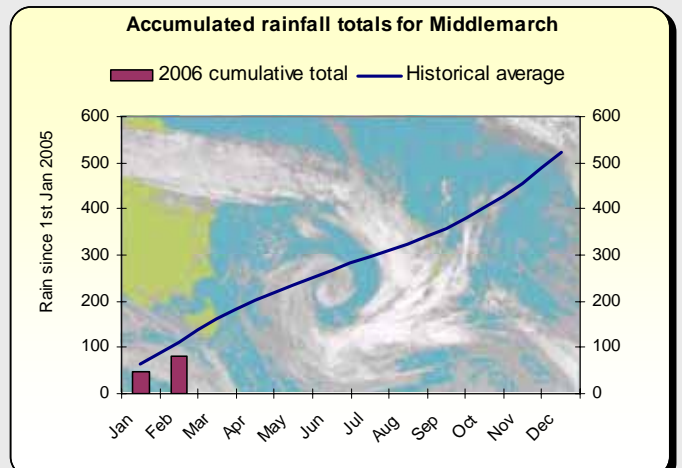 Accumulated rainfall totals for Middlemarch
2006 cumulative total Historical average
Rain since 1st Jan 2005
600 600
500 500
400 400
300 300
200 200
100 100
0 0
Jan Feb Mar Apr May Jun Jul Aug Sep Oct Nov Dec